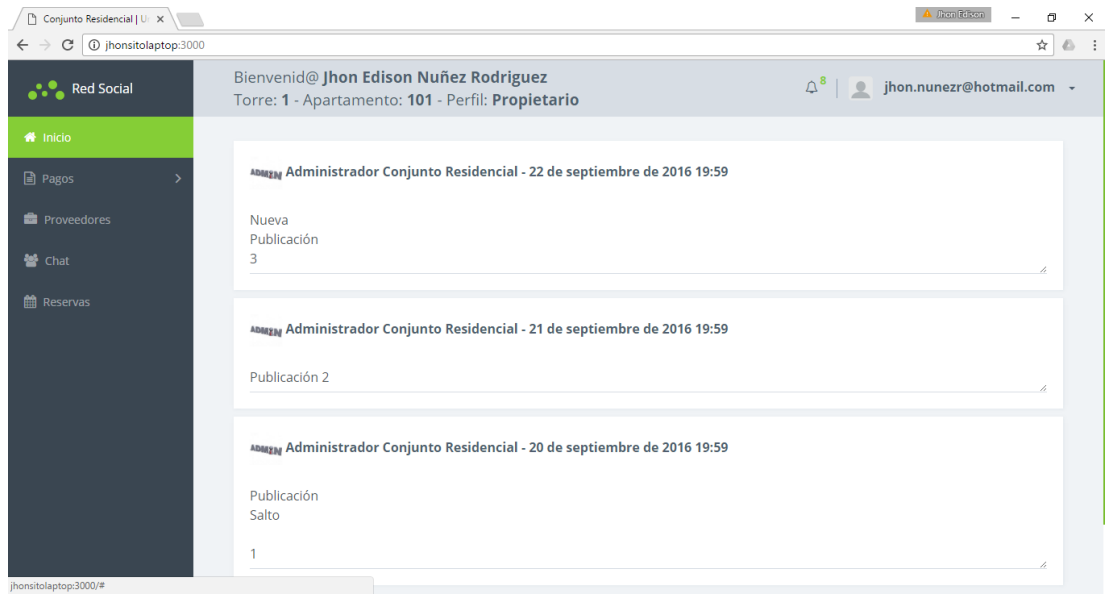 Conjunto Residencial | U
Jhon Edison
jhonsitolaptop:3000
Red Social
Bienvenid@ Jhon Edison Nuñez Rodriguez
Torre: 1 - Apartamento: 101 - Perfil: Propietario
8
jhon.nunezr@hotmail.com
Inicio
Pagos
Proveedores
Chat
Reservas
ADMIN Administrador Conjunto Residencial - 22 de septiembre de 2016 19:59
Nueva
Publicación
3
ADMIN Administrador Conjunto Residencial - 21 de septiembre de 2016 19:59
Publicación 2
ADMIN Administrador Conjunto Residencial - 20 de septiembre de 2016 19:59
Publicación
Salto
1
jhonsitolaptop:3000/#